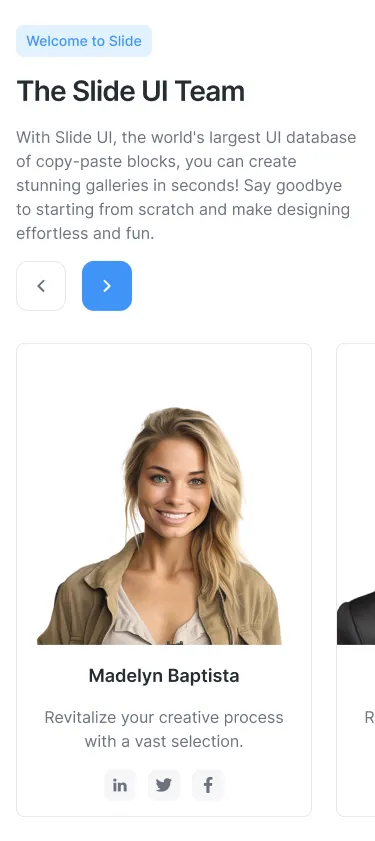 Welcome to Slide
The Slide UI Team
With Slide UI, the world's largest UI database
of copy-paste blocks, you can create
stunning galleries in seconds! Say goodbye
to starting from scratch and make designing
effortless and fun.
Madelyn Baptista
Revitalize your creative process
with a vast selection.
in
f
R